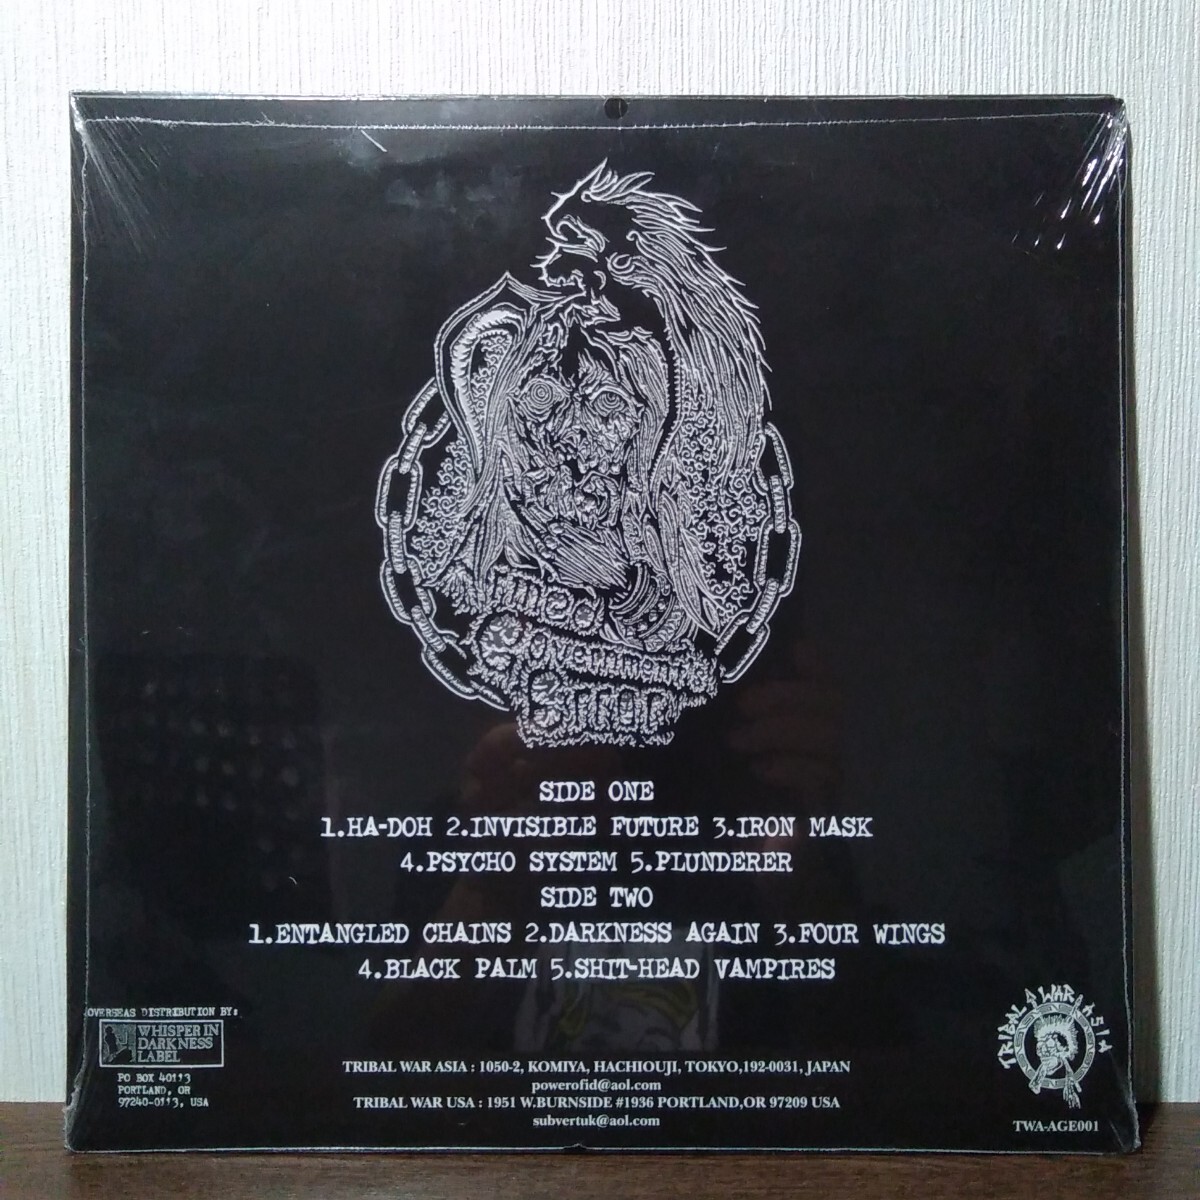 Armed
Government's
Error
SIDE ONE
1.HA-DOH 2.INVISIBLE FUTURE 3.IRON MASK
4.PSYCHO SYSTEM 5.PLUNDERER
SIDE TWO
1.ENTANGLED CHAINS 2.DARKNESS AGAIN 3.FOUR WINGS
4.BLACK PALM 5.SHIT-HEAD VAMPIRES
OVERSEAS DISTRIBUTION BY:
WHISPER IN
DARKNESS
LABEL
PO BOX 40113
PORTLAND, OR
97240-0113, USA
TRIBAL WAR ASIA : 1050-2, KOMIYA, HACHIOUJI, TOKYO,192-0031, JAPAN
powerofid@aol.com
TRIBAL WAR USA : 1951 W.BURNSIDE #1936 PORTLAND,OR 97209 USA
subvertuk@aol.com
TRIBAL WAR ASIA
TWA-AGE001